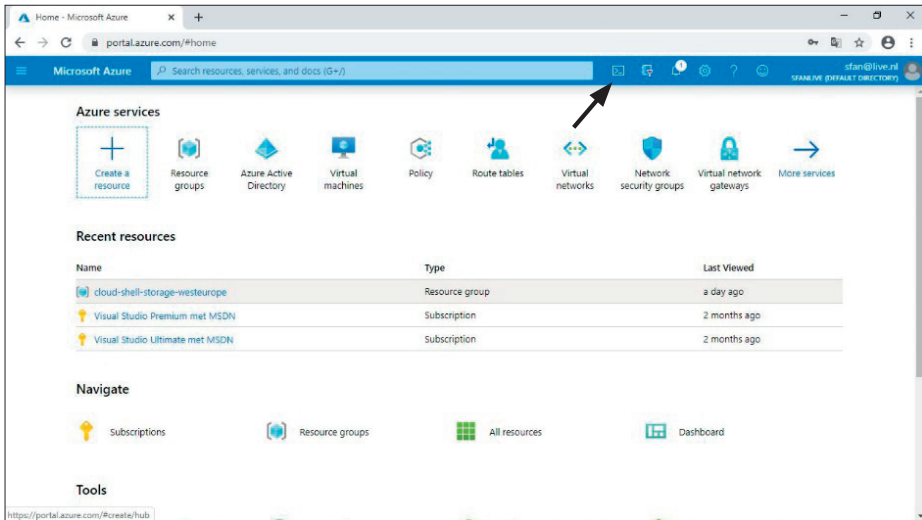 Home - Microsoft Azure
portal.azure.com/#home
Microsoft Azure
Search resources, services, and docs (G+/)
1
sfan@live.nl
SFANLIVE (DEFAULT DIRECTORY)
Azure services
Create a resource
Resource groups
Azure Active Directory
Virtual machines
Policy
Route tables
Virtual networks
Network security groups
Virtual network gateways
More services
Recent resources
Name Type Last Viewed
cloud-shell-storage-westeurope Resource group a day ago
Visual Studio Premium met MSDN Subscription 2 months ago
Visual Studio Ultimate met MSDN Subscription 2 months ago
Navigate
Subscriptions Resource groups All resources Dashboard
Tools
https://portal.azure.com/#create/hub